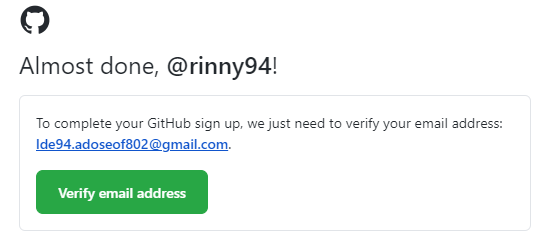 Almost done, @rinny94!
To complete your GitHub sign up, we just need to verify your email address:
lde94.adoseof802@gmail.com.
Verify email address